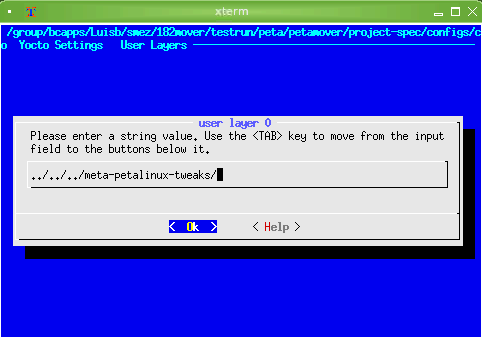 xterm
/group/bcapps/Luisb/smez/182mover/testrun/peta/petamover/project-spec/configs/c
o Yocto Settings  User Layers
user layer 0
Please enter a string value. Use the <TAB> key to move from the input
field to the buttons below it.
../../../meta-petalinux-tweaks/
< Ok > < Help >